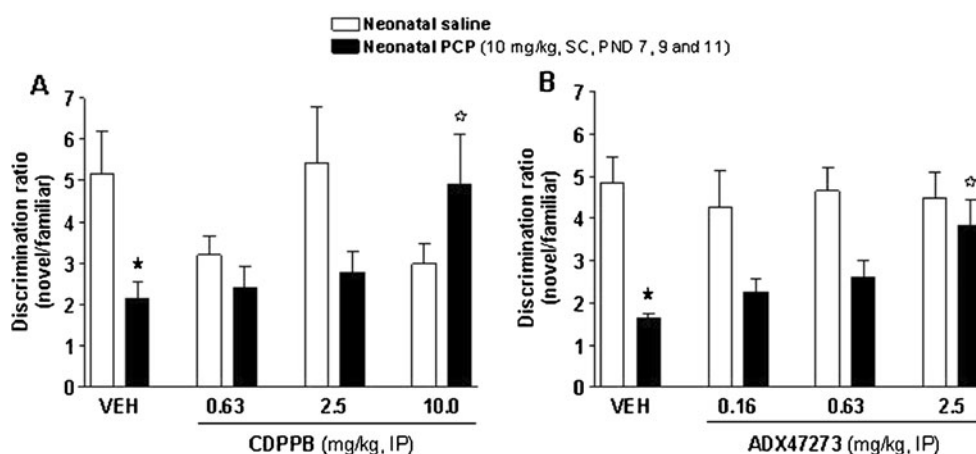 Neonatal saline
Neonatal PCP (10 mg/kg, SC, PND 7, 9 and 11)
A
Discrimination ratio
(novel/familiar)
7
6
5
4
3
2
1
0
VEH 0.63 2.5 10.0
CDPPB (mg/kg, IP)
B
Discrimination ratio
(novel/familiar)
7
6
5
4
3
2
1
0
VEH 0.16 0.63 2.5
ADX47273 (mg/kg, IP)